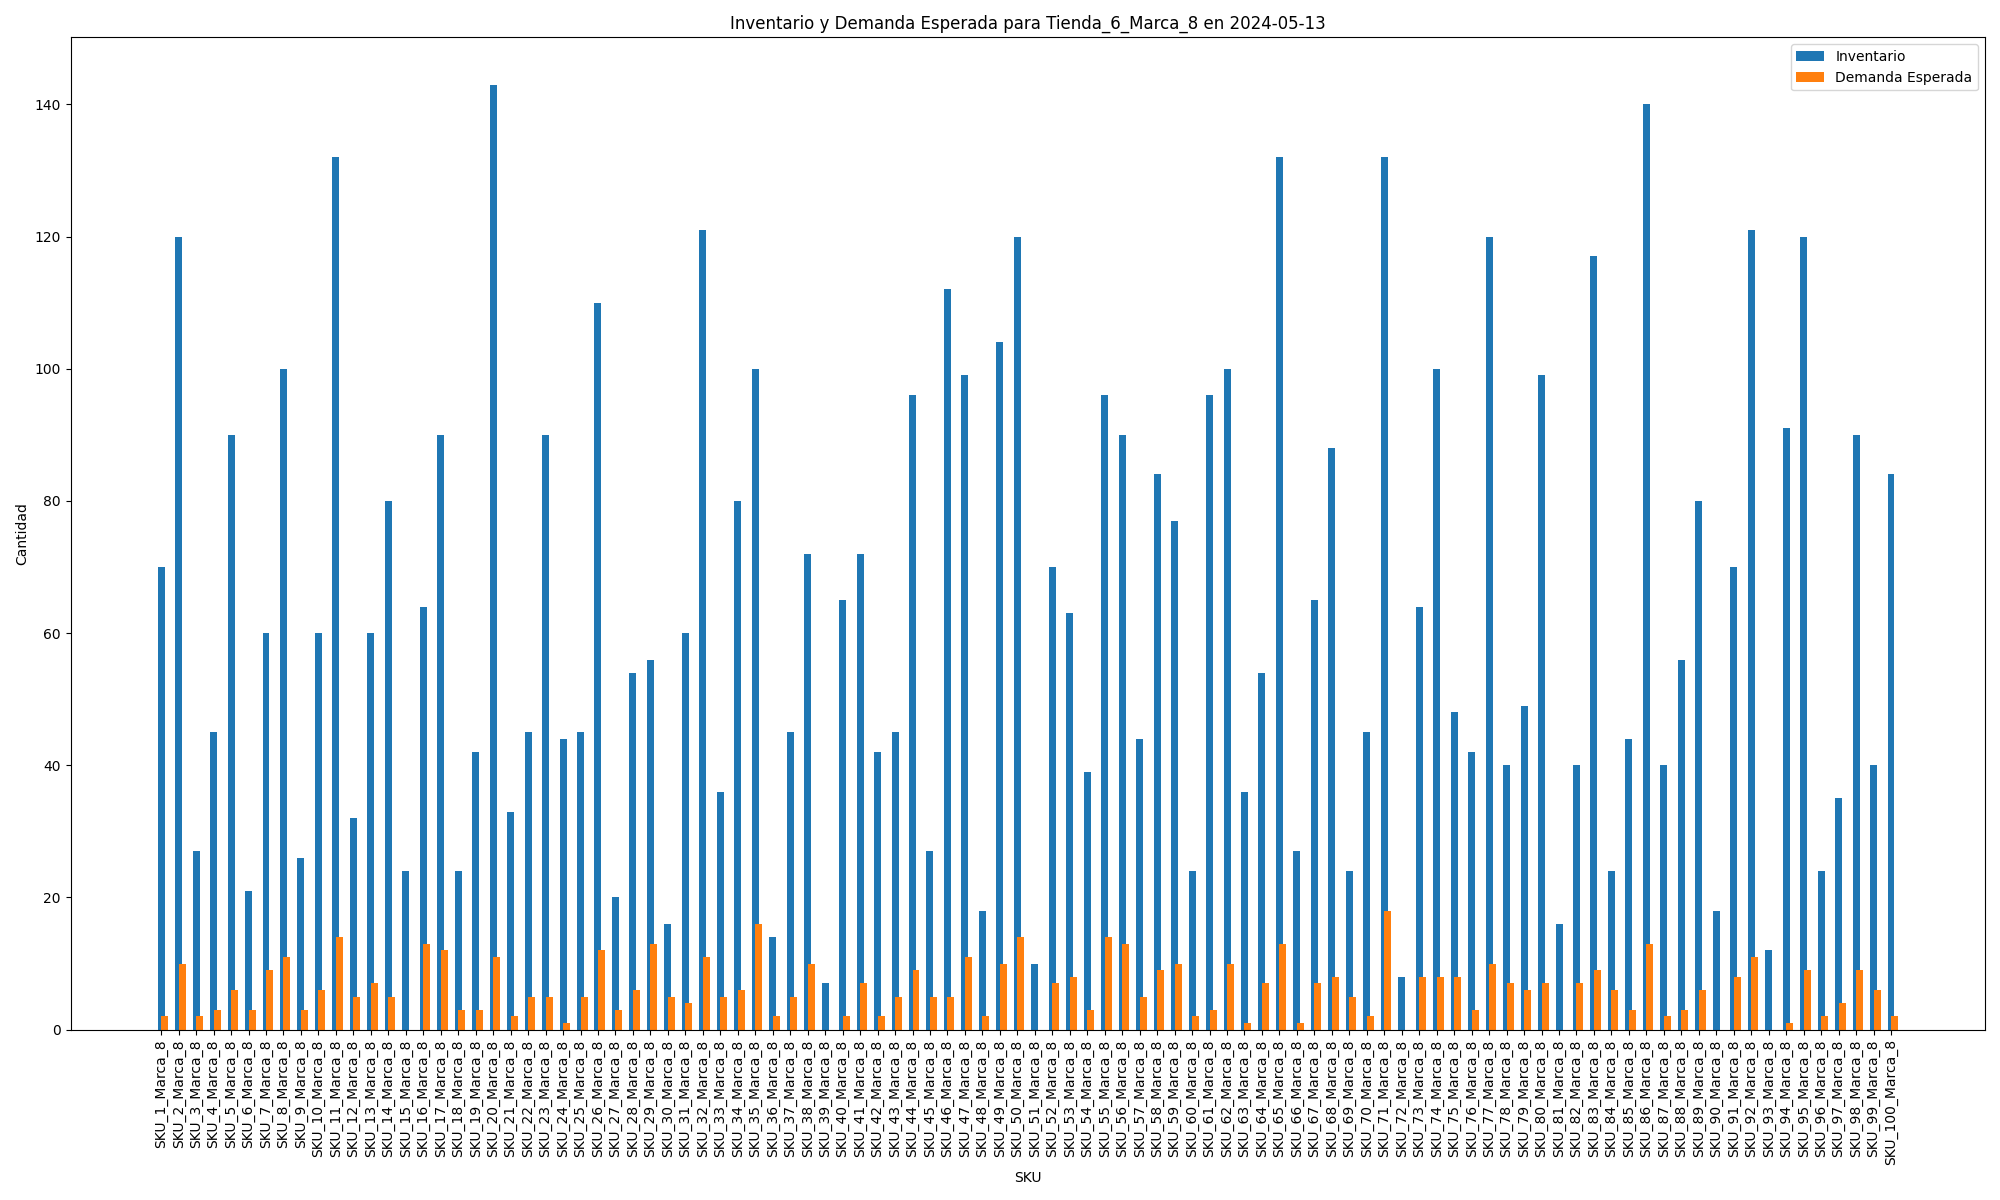 Inventario y Demanda Esperada para Tienda_6_Marca_8 en 2024-05-13
Inventario
Demanda Esperada
Cantidad
140
120
100
80
60
40
20
0
SKU_1_Marca_8
SKU_2_Marca_8
SKU_3_Marca_8
SKU_4_Marca_8
SKU_5_Marca_8
SKU_6_Marca_8
SKU_7_Marca_8
SKU_8_Marca_8
SKU_9_Marca_8
SKU_10_Marca_8
SKU_11_Marca_8
SKU_12_Marca_8
SKU_13_Marca_8
SKU_14_Marca_8
SKU_15_Marca_8
SKU_16_Marca_8
SKU_17_Marca_8
SKU_18_Marca_8
SKU_19_Marca_8
SKU_20_Marca_8
SKU_21_Marca_8
SKU_22_Marca_8
SKU_23_Marca_8
SKU_24_Marca_8
SKU_25_Marca_8
SKU_26_Marca_8
SKU_27_Marca_8
SKU_28_Marca_8
SKU_29_Marca_8
SKU_30_Marca_8
SKU_31_Marca_8
SKU_32_Marca_8
SKU_33_Marca_8
SKU_34_Marca_8
SKU_35_Marca_8
SKU_36_Marca_8
SKU_37_Marca_8
SKU_38_Marca_8
SKU_39_Marca_8
SKU_40_Marca_8
SKU_41_Marca_8
SKU_42_Marca_8
SKU_43_Marca_8
SKU_44_Marca_8
SKU_45_Marca_8
SKU_46_Marca_8
SKU_47_Marca_8
SKU_48_Marca_8
SKU_49_Marca_8
SKU_50_Marca_8
SKU_51_Marca_8
SKU_52_Marca_8
SKU_53_Marca_8
SKU_54_Marca_8
SKU_55_Marca_8
SKU_56_Marca_8
SKU_57_Marca_8
SKU_58_Marca_8
SKU_59_Marca_8
SKU_60_Marca_8
SKU_61_Marca_8
SKU_62_Marca_8
SKU_63_Marca_8
SKU_64_Marca_8
SKU_65_Marca_8
SKU_66_Marca_8
SKU_67_Marca_8
SKU_68_Marca_8
SKU_69_Marca_8
SKU_70_Marca_8
SKU_71_Marca_8
SKU_72_Marca_8
SKU_73_Marca_8
SKU_74_Marca_8
SKU_75_Marca_8
SKU_76_Marca_8
SKU_77_Marca_8
SKU_78_Marca_8
SKU_79_Marca_8
SKU_80_Marca_8
SKU_81_Marca_8
SKU_82_Marca_8
SKU_83_Marca_8
SKU_84_Marca_8
SKU_85_Marca_8
SKU_86_Marca_8
SKU_87_Marca_8
SKU_88_Marca_8
SKU_89_Marca_8
SKU_90_Marca_8
SKU_91_Marca_8
SKU_92_Marca_8
SKU_93_Marca_8
SKU_94_Marca_8
SKU_95_Marca_8
SKU_96_Marca_8
SKU_97_Marca_8
SKU_98_Marca_8
SKU_99_Marca_8
SKU_100_Marca_8
SKU